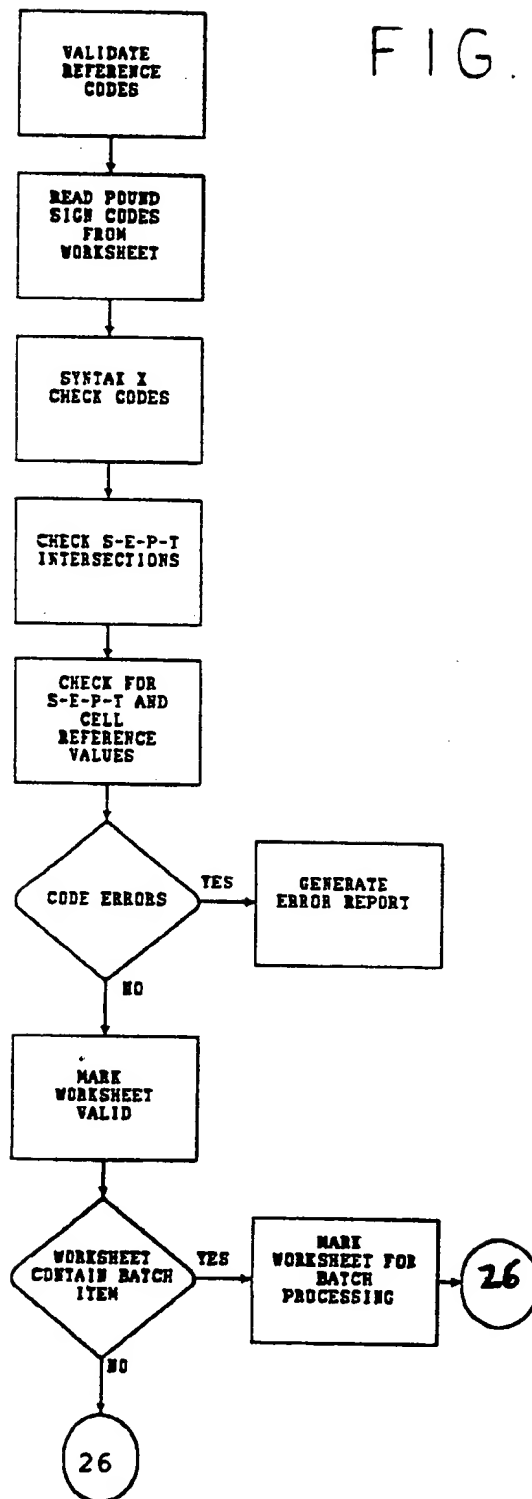 FIG.
VALIDATE
REFERENCE
CODES
READ POUND
SIGN CODES
FROM
WORKSHEET
SYNTAX X
CHECK CODES
CHECK S-E-P-T
INTERSECTIONS
CHECK FOR
S-E-P-T AND
CELL
REFERENCE
VALUES
CODE ERRORS
YES
GENERATE
ERROR REPORT
NO
MARK
WORKSHEET
VALID
WORKSHEET
CONTAIN BATCH
ITEM
YES
MARK
WORKSHEET FOR
BATCH
PROCESSING
26
NO
26